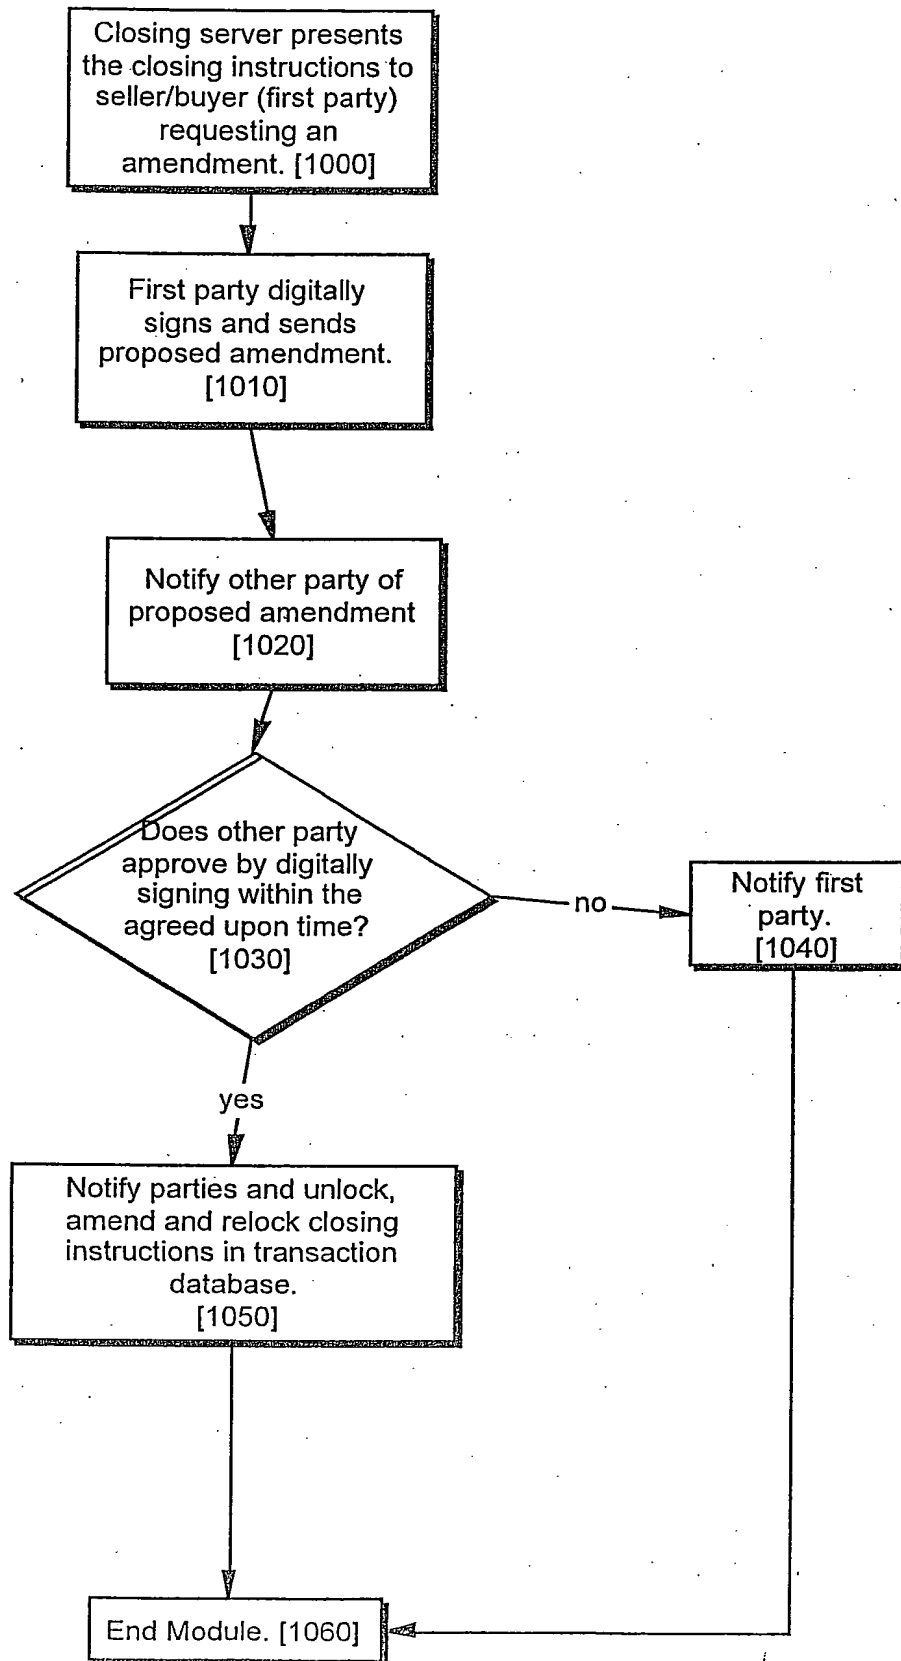 Closing server presents
the closing instructions to
seller/buyer (first party)
requesting an
amendment. [1000]
First party digitally
signs and sends
proposed amendment.
[1010]
Notify other party of
proposed amendment
[1020]
Does other party
approve by digitally
signing within the
agreed upon time?
[1030]
no
Notify first
party.
[1040]
yes
Notify parties and unlock,
amend and relock closing
instructions in transaction
database.
[1050]
End Module. [1060]